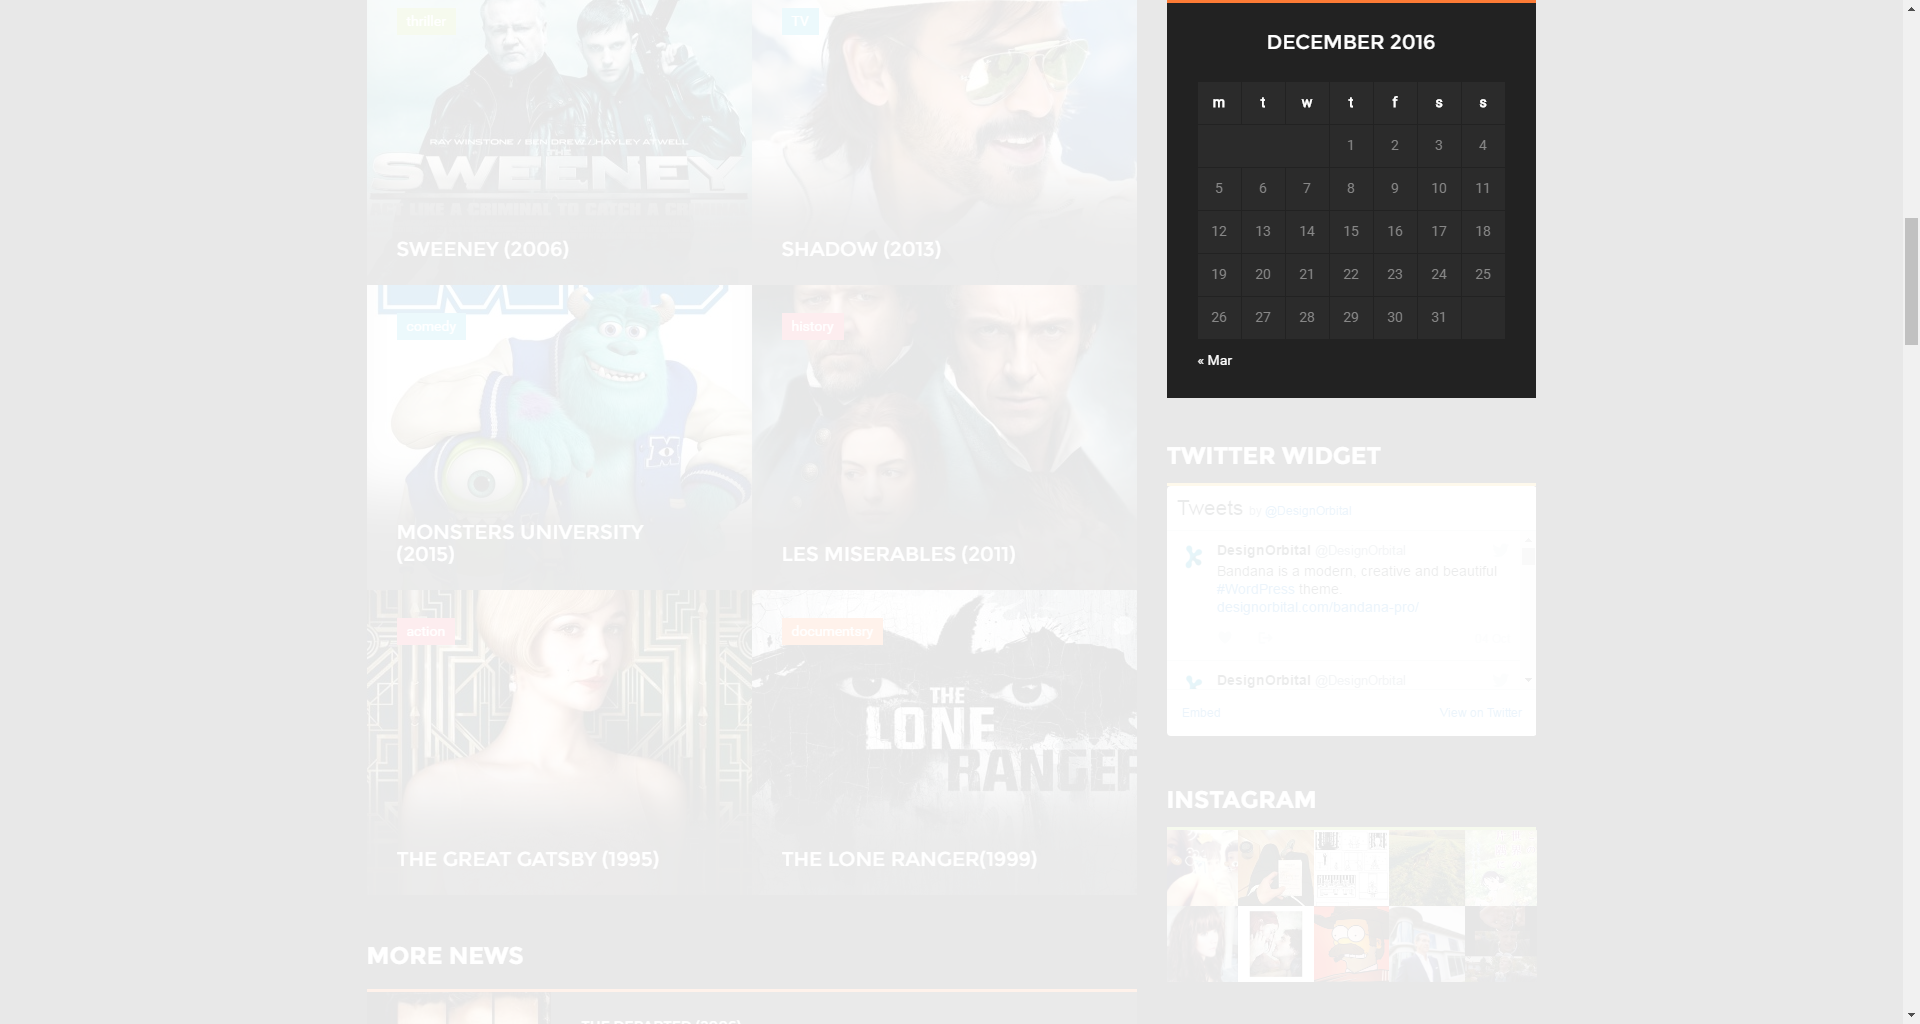 thriller
RAY WINSTONE / BEN DREW / HAYLEY ATWELL
THE
SWEENEY
SWEENEY (2006)
TV
SHADOW (2013)
comedy
MONSTERS UNIVERSITY
(2015)
history
LES MISERABLES (2011)
action
THE GREAT GATSBY (1995)
documentary
THE
LONE
RANGER
THE LONE RANGER(1999)
MORE NEWS
THE DEPARTED (2006)
DECEMBER 2016
m t w t f s s
1 2 3 4
5 6 7 8 9 10 11
12 13 14 15 16 17 18
19 20 21 22 23 24 25
26 27 28 29 30 31
« Mar
TWITTER WIDGET
Tweets by @DesignOrbital
DesignOrbital @DesignOrbital
Bandana is a modern, creative and beautiful
#WordPress theme.
designorbital.com/bandana-pro/
DesignOrbital @DesignOrbital
Embed View on Twitter
INSTAGRAM